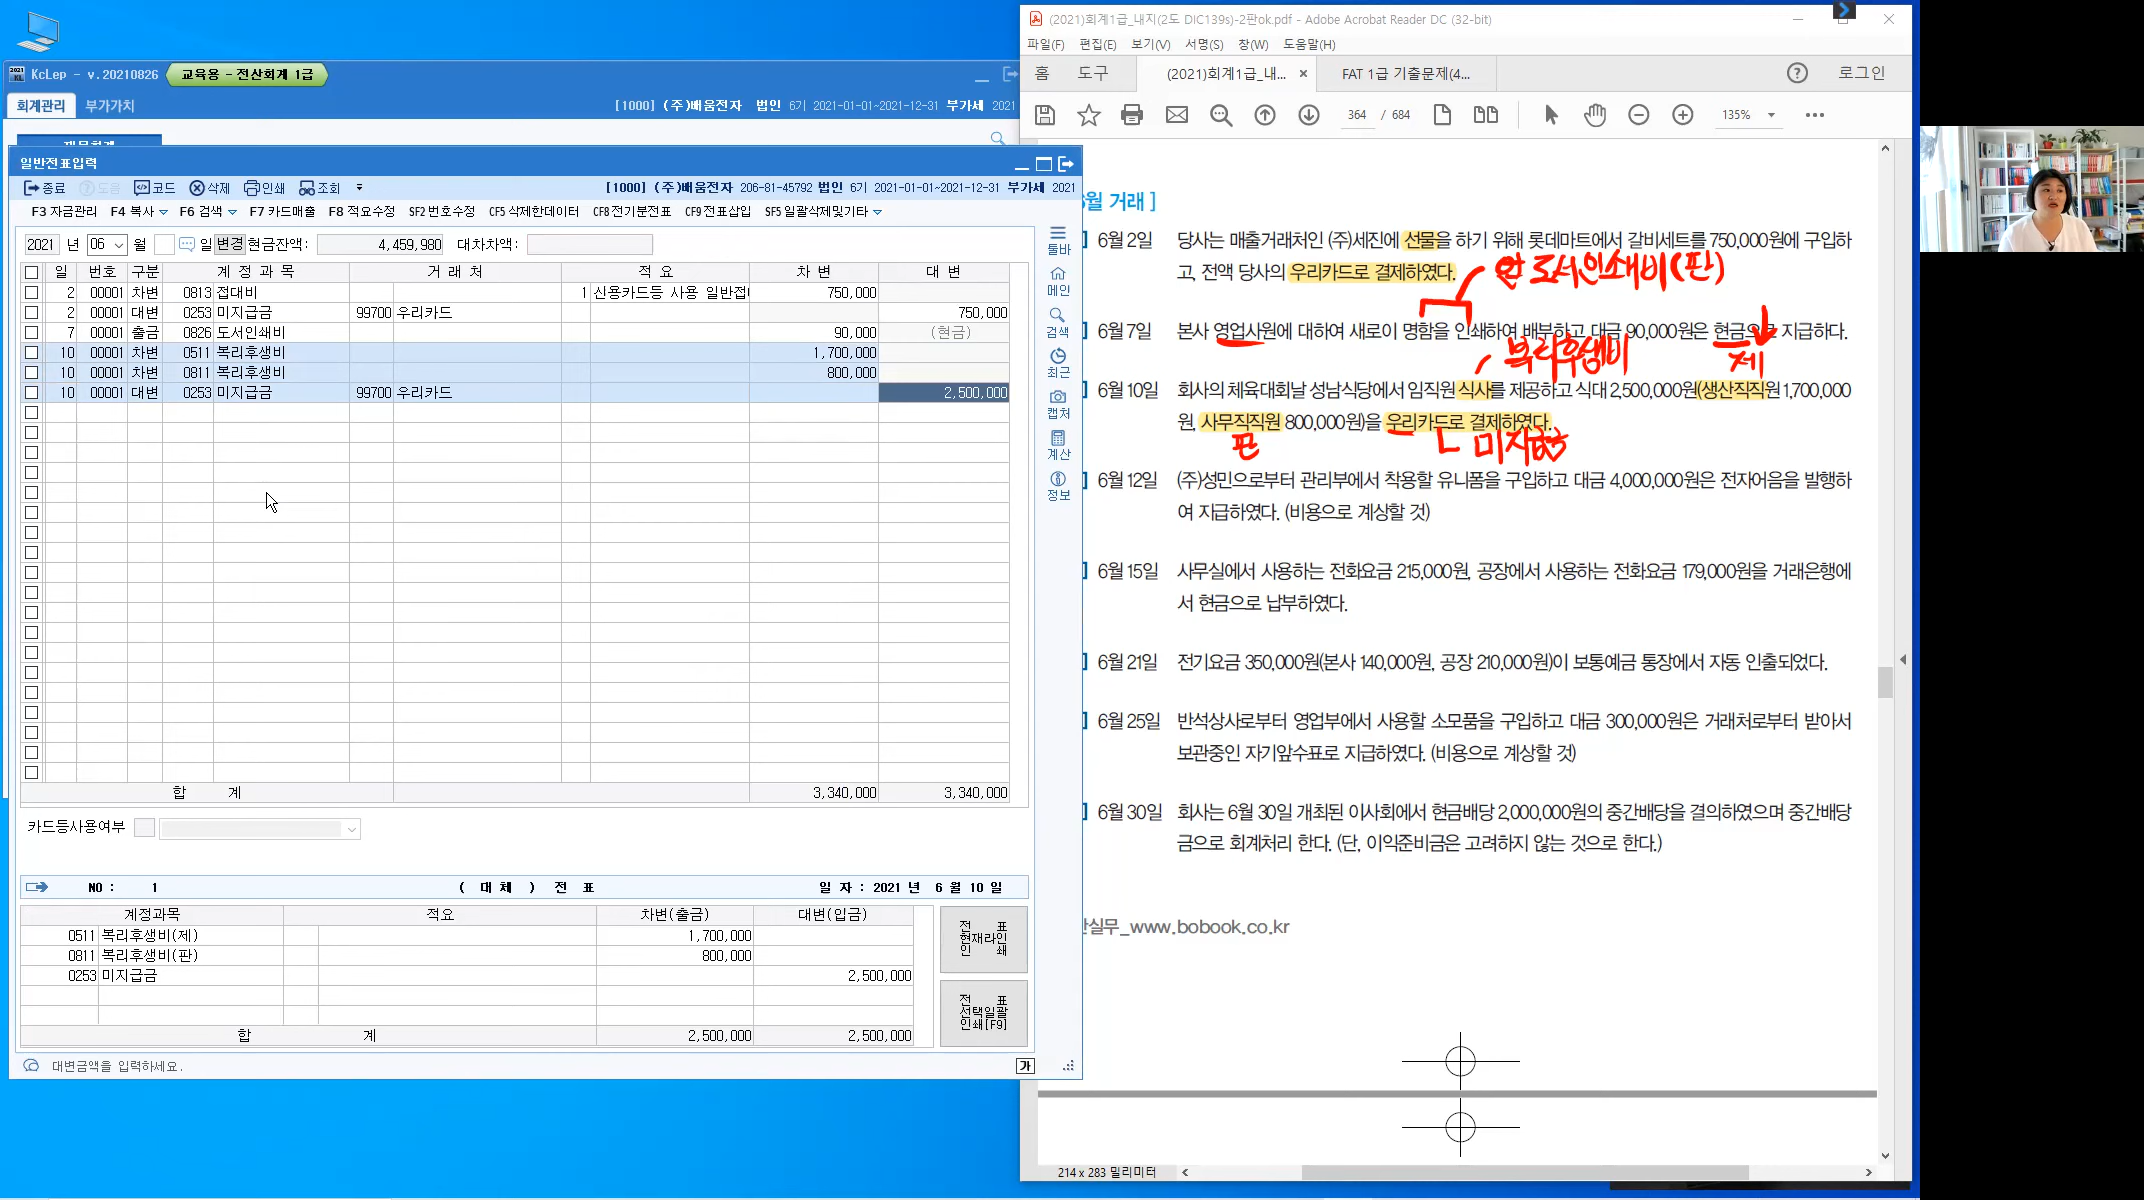 KcLep - v.20210826 교육용 - 전산회계 1급
회계관리 부가가치
[1000] (주)배움전자 법인 6기 2021-01-01~2021-12-31 부가세 2021
일반전표입력
종료 도움 코드 삭제 인쇄 조회
[1000] (주)배움전자 206-81-45792 법인 6기 2021-01-01~2021-12-31 부가세 2021
F3 자금관리 F4 복사 F6 검색 F7 카드매출 F8 적요수정 SF2 번호수정 CF5 삭제한데이터 CF8 전기분전표 CF9 전표삽입 SF5 일괄삭제및기타
2021 년 06 월 일 변경 현금잔액: 4,459,980 대차차액:
일 번호 구분 계 정 과 목 거 래 처 적 요 차 변 대 변
2 00001 차변 0813 접대비 1 신용카드등 사용 일반접 750,000
2 00001 대변 0253 미지급금 99700 우리카드 750,000
7 00001 출금 0826 도서인쇄비 90,000 (현금)
10 00001 차변 0511 복리후생비 1,700,000
10 00001 차변 0811 복리후생비 800,000
10 00001 대변 0253 미지급금 99700 우리카드 2,500,000
합 계 3,340,000 3,340,000
카드등사용여부
NO : 1 ( 대 체 ) 전 표 일 자 : 2021 년 6 월 10 일
계정과목 적요 차변(출금) 대변(입금)
0511 복리후생비(제) 1,700,000
0811 복리후생비(판) 800,000
0253 미지급금 2,500,000
합 계 2,500,000 2,500,000
전 표
현재라인
인 쇄
전 표
선택일괄
인쇄[F9]
대변금액을 입력하세요.
가
툴바
메인
검색
최근
캡처
계산
정보
(2021)회계1급_내지(2도 DIC139s)-2판ok.pdf - Adobe Acrobat Reader DC (32-bit)
파일(F) 편집(E) 보기(V) 서명(S) 창(W) 도움말(H)
홈 도구 (2021)회계1급_내... × FAT 1급 기출문제(4... 로그인
364 / 684 135%
월 거래 ]
] 6월 2일 당사는 매출거래처인 (주)세진에 선물을 하기 위해 롯데마트에서 갈비세트를 750,000원에 구입하
고, 전액 당사의 우리카드로 결제하였다.
도서인쇄비(판)
] 6월 7일 본사 영업사원에 대하여 새로이 명함을 인쇄하여 배부하고 대금 90,000원은 현금으로 지급하다.
복리후생비 제
] 6월 10일 회사의 체육대회날 성남식당에서 임직원 식사를 제공하고 식대 2,500,000원(생산직직원 1,700,000
원, 사무직직원 800,000원)을 우리카드로 결제하였다.
판 미지급금
] 6월 12일 (주)성민으로부터 관리부에서 착용할 유니폼을 구입하고 대금 4,000,000원은 전자어음을 발행하
여 지급하였다. (비용으로 계상할 것)
] 6월 15일 사무실에서 사용하는 전화요금 215,000원, 공장에서 사용하는 전화요금 179,000원을 거래은행에
서 현금으로 납부하였다.
] 6월 21일 전기요금 350,000원(본사 140,000원, 공장 210,000원)이 보통예금 통장에서 자동 인출되었다.
] 6월 25일 반석상사로부터 영업부에서 사용할 소모품을 구입하고 대금 300,000원은 거래처로부터 받아서
보관중인 자기앞수표로 지급하였다. (비용으로 계상할 것)
] 6월 30일 회사는 6월 30일 개최된 이사회에서 현금배당 2,000,000원의 중간배당을 결의하였으며 중간배당
금으로 회계처리 한다. (단, 이익준비금은 고려하지 않는 것으로 한다.)
산실무_www.bobook.co.kr
214 x 283 밀리미터